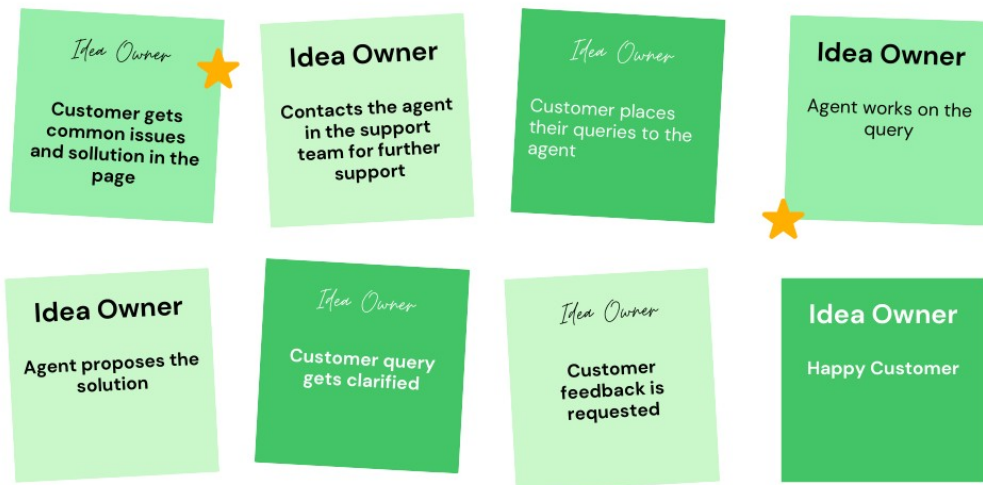 Idea Owner
Customer gets
common issues
and sollution in the
page
Idea Owner
Contacts the agent
in the support
team for further
support
Idea Owner
Customer places
their queries to the
agent
Idea Owner
Agent works on the
query
Idea Owner
Agent proposes the
solution
Idea Owner
Customer query
gets clarified
Idea Owner
Customer
feedback is
requested
Idea Owner
Happy Customer